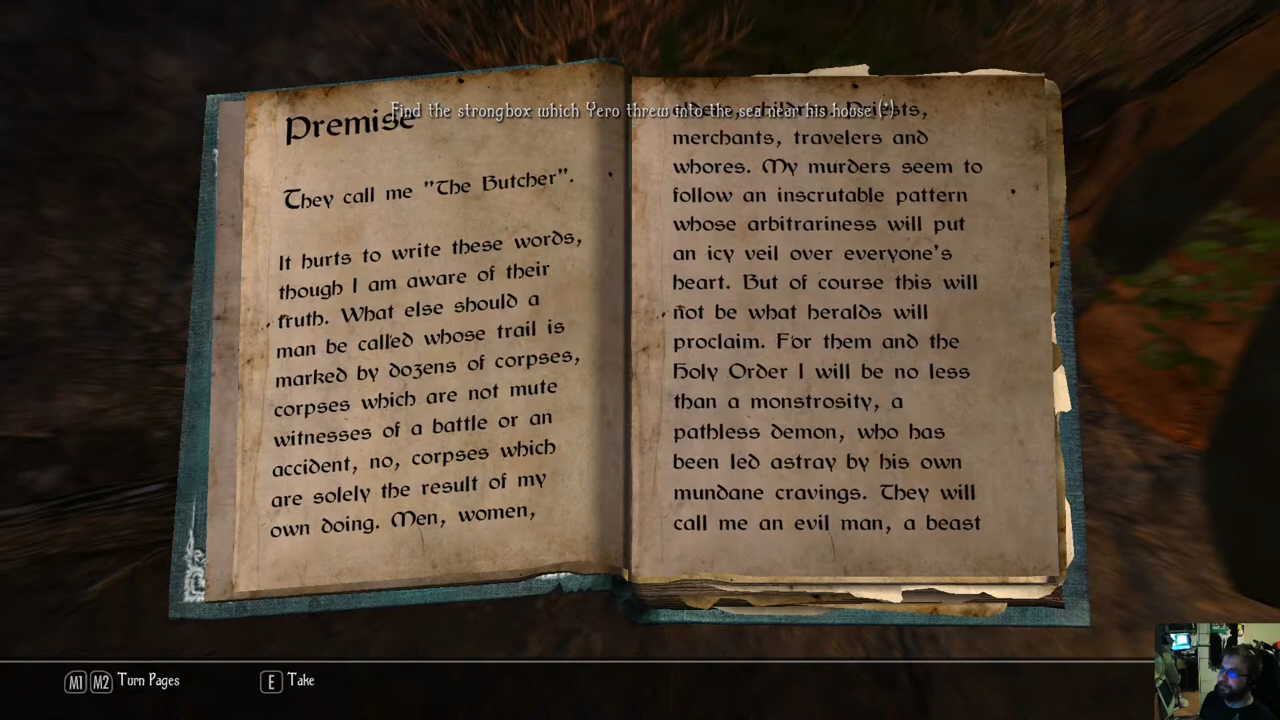 Find the strongbox which Yero threw into the sea near his house (:)
Premise
They call me "The Butcher".
It hurts to write these words,
though I am aware of their
truth. What else should a
man be called whose trail is
marked by dozens of corpses,
corpses which are not mute
witnesses of a battle or an
accident, no, corpses which
are solely the result of my
own doing. Men, women,
children. Priests,
merchants, travelers and
whores. My murders seem to
follow an inscrutable pattern
whose arbitrariness will put
an icy veil over everyone's
heart. But of course this will
not be what heralds will
proclaim. For them and the
Holy Order I will be no less
than a monstrosity, a
pathless demon, who has
been led astray by his own
mundane cravings. They will
call me an evil man, a beast
M1 M2 Turn Pages
E Take